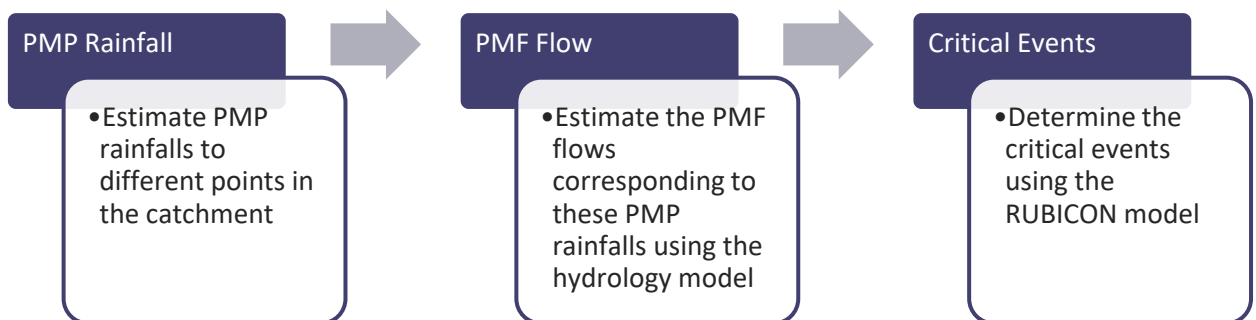 PMP Rainfall
•Estimate PMP
rainfalls to
different points in
the catchment
PMF Flow
•Estimate the PMF
flows
corresponding to
these PMP
rainfalls using the
hydrology model
Critical Events
•Determine the
critical events
using the
RUBICON model